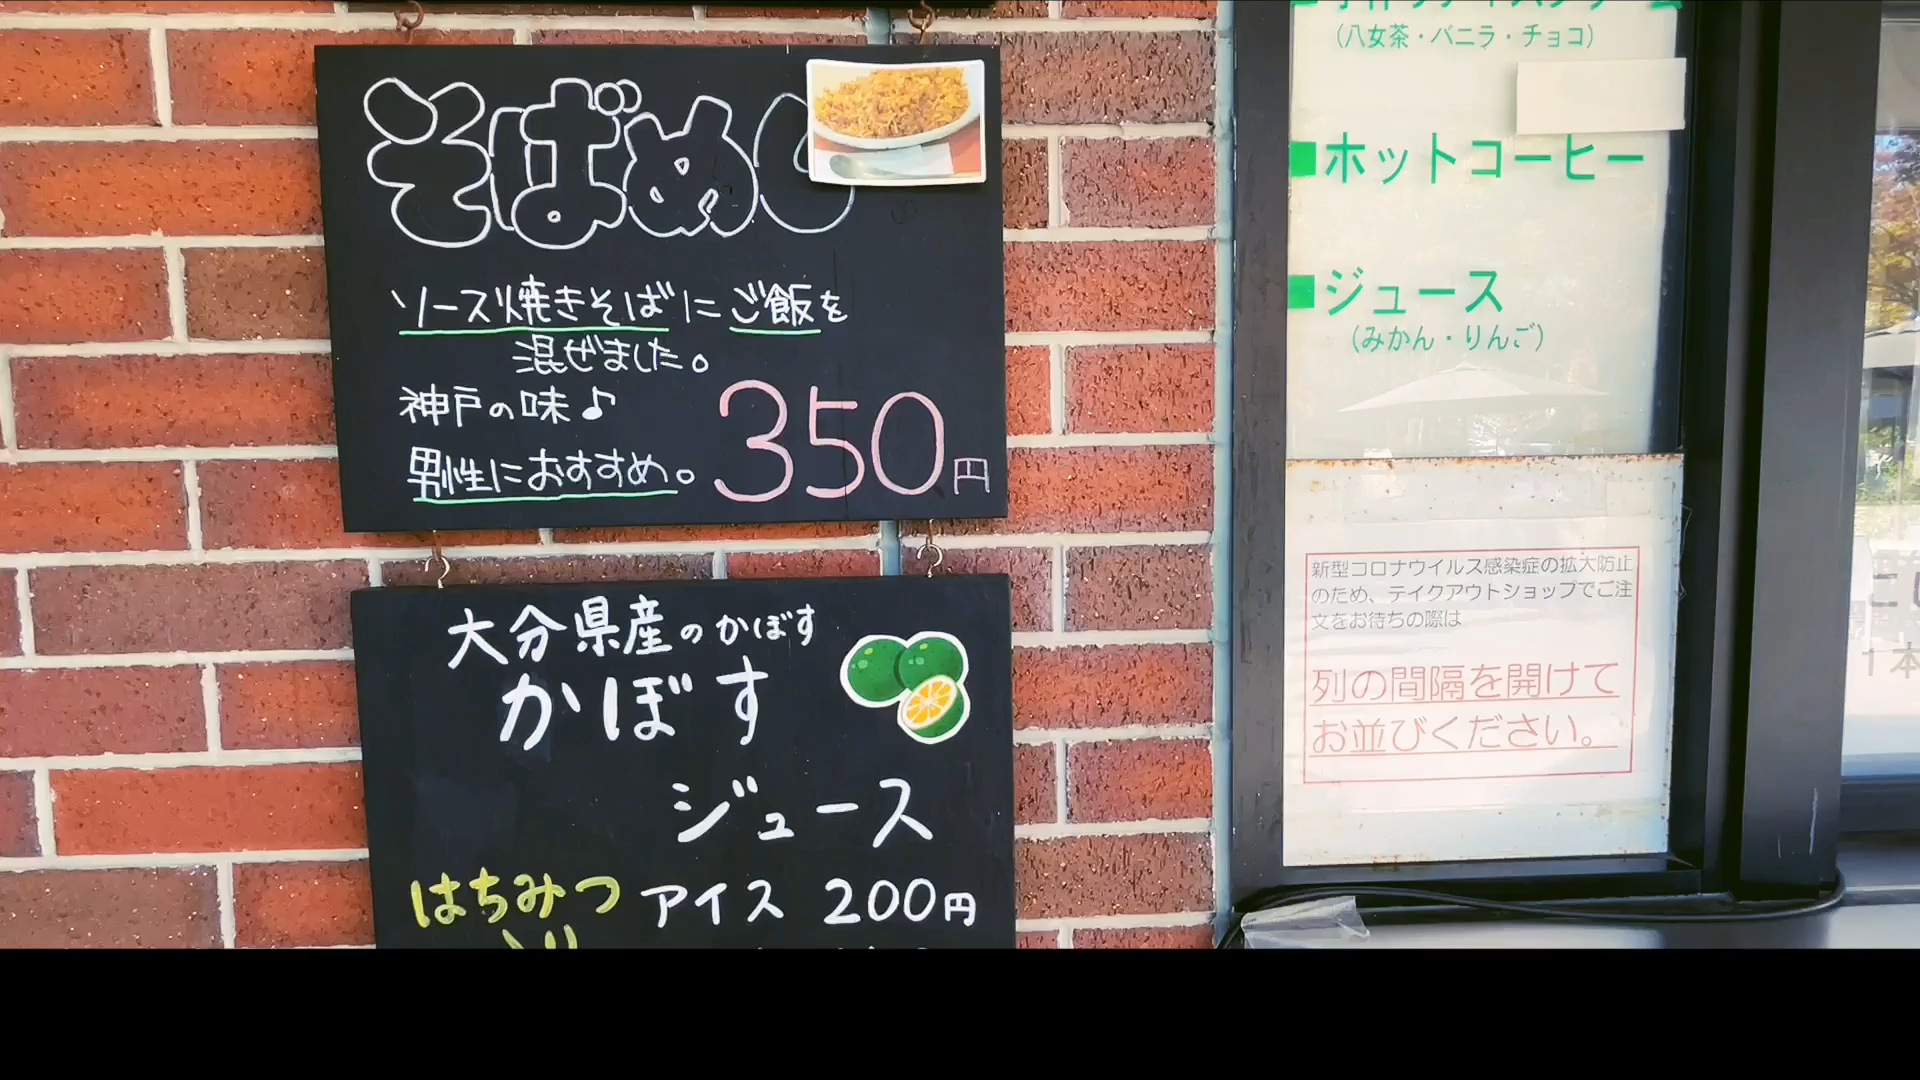 そばめし
ソース焼きそばにご飯を
混ぜました。
神戸の味♪
男性におすすめ。
350円
大分県産のかぼす
かぼす
ジュース
はちみつ
アイス 200円
(八女茶・バニラ・チョコ)
■ホットコーヒー
■ジュース
(みかん・りんご)
新型コロナウイルス感染症の拡大防止
のため、テイクアウトショップでご注
文をお待ちの際は
列の間隔を開けて
お並びください。